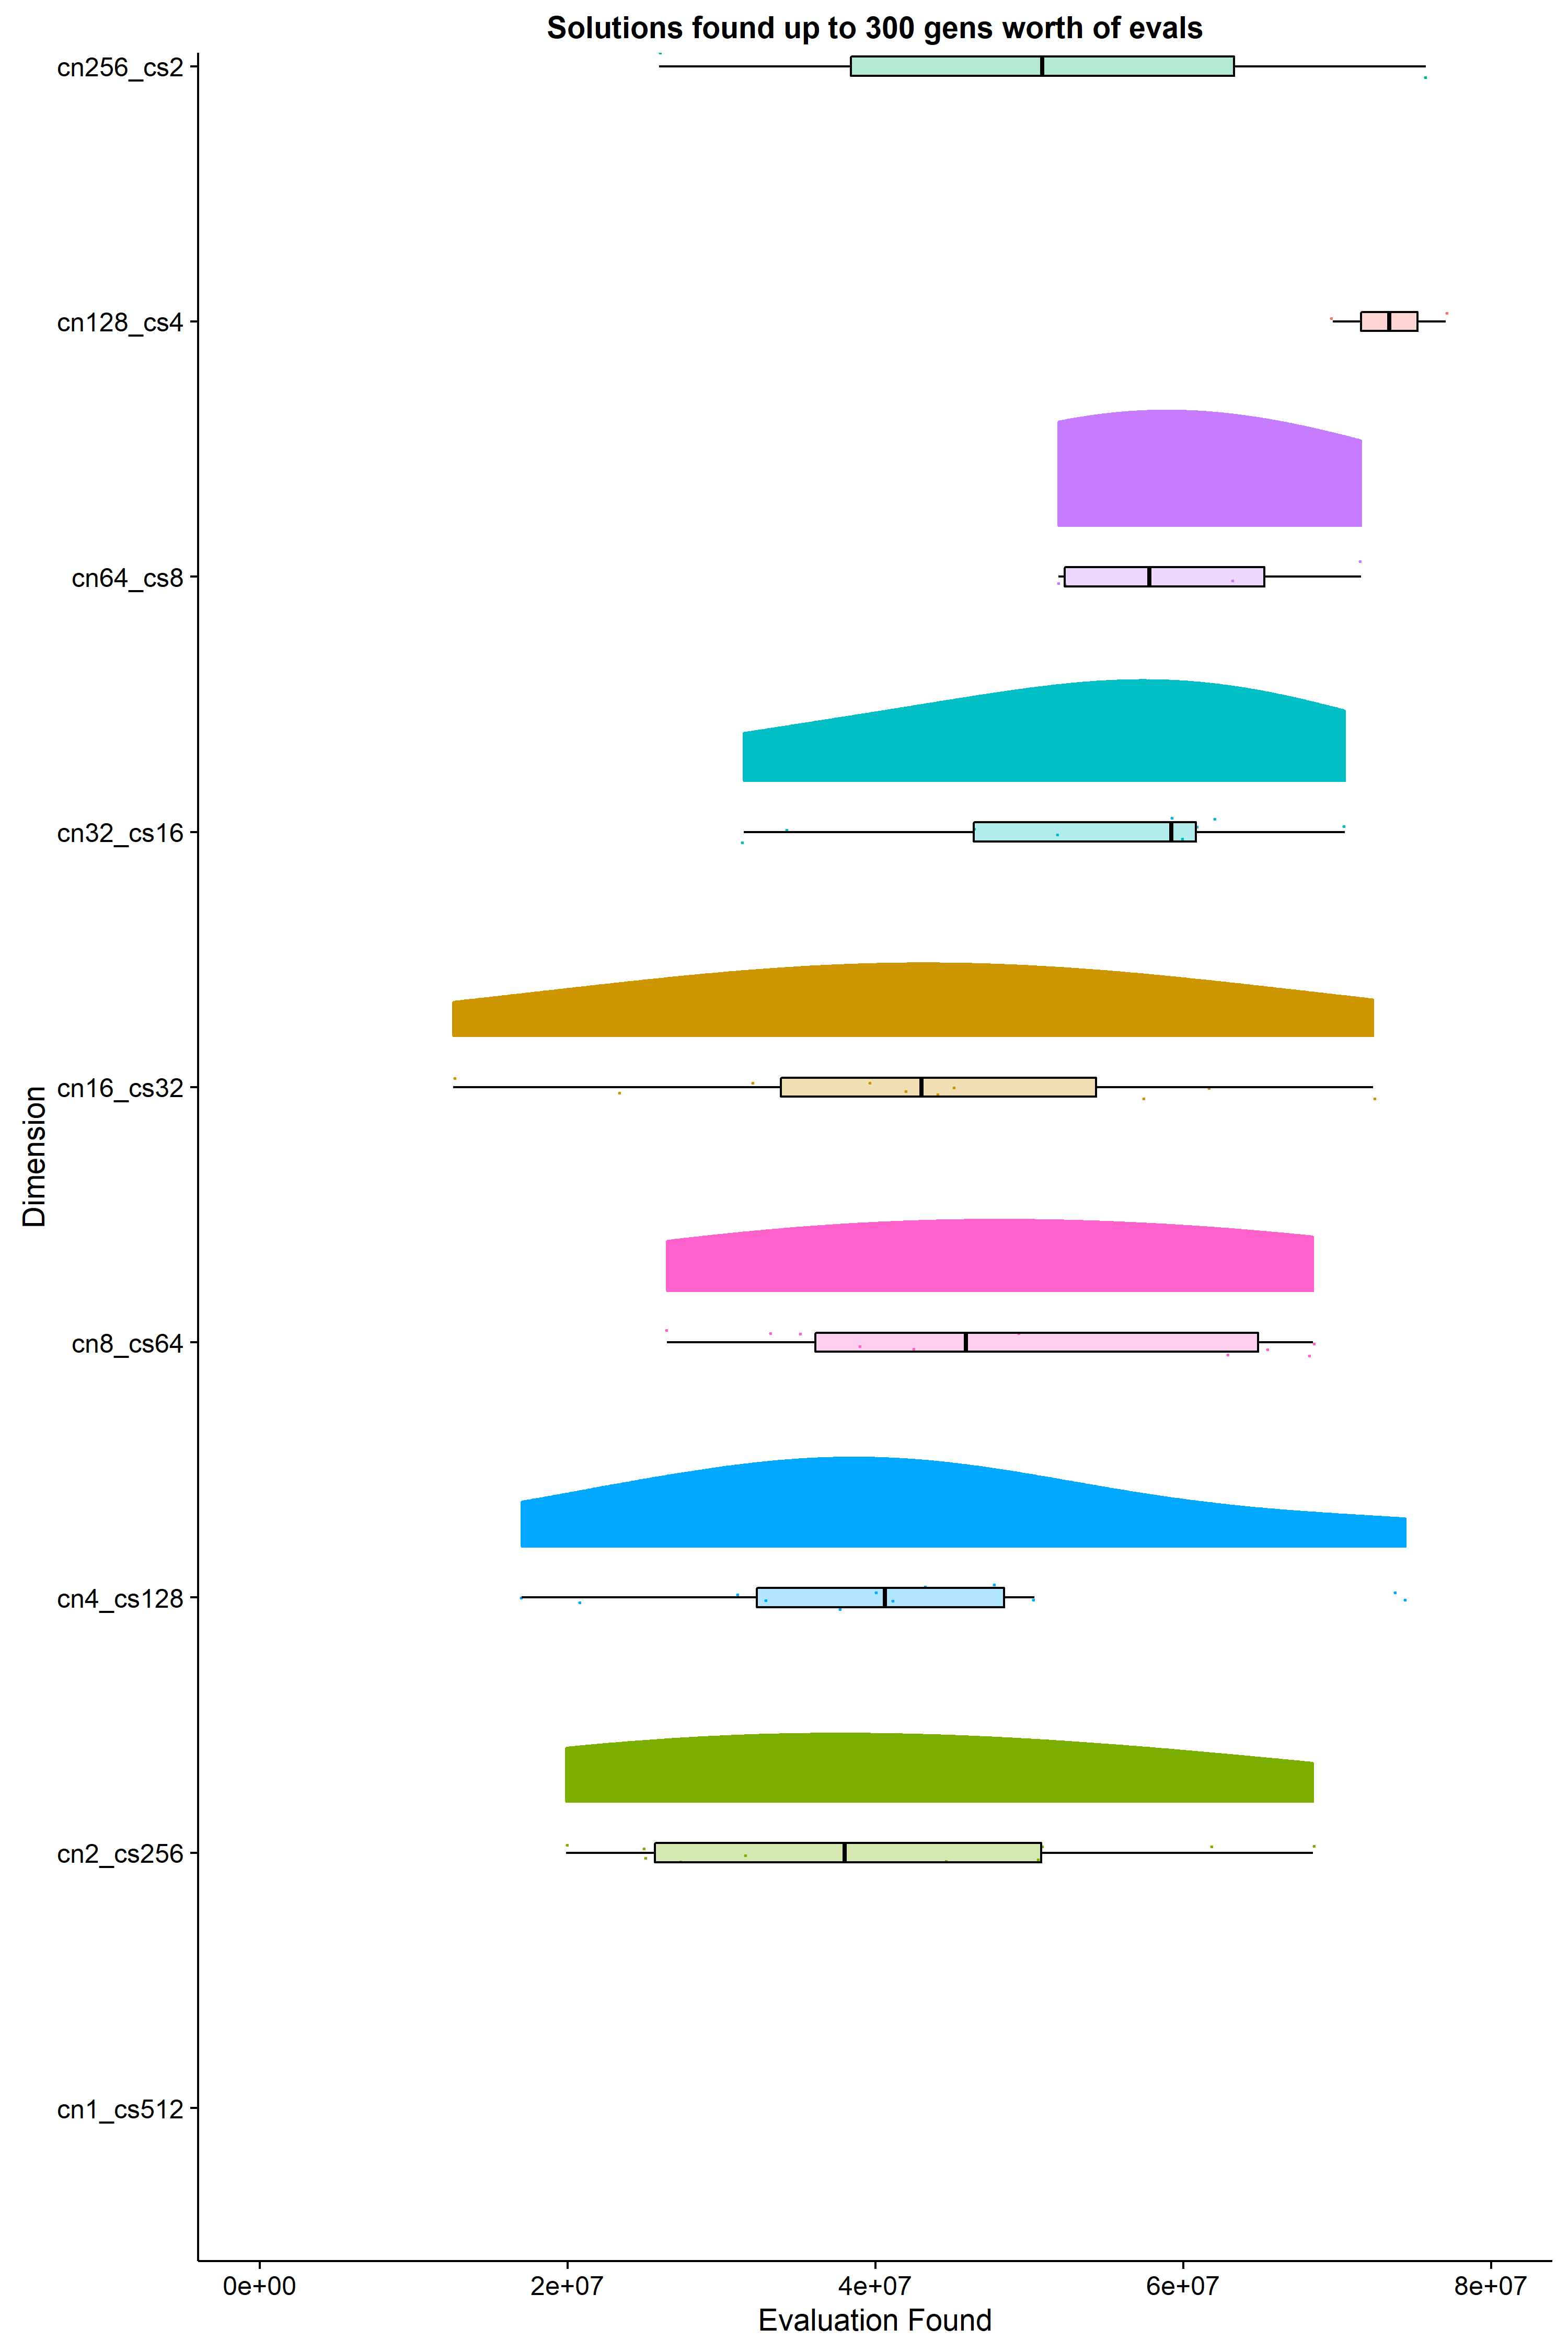 Solutions found up to 300 gens worth of evals
cn256_cs2
cn128_cs4
cn64_cs8
cn32_cs16
cn16_cs32
cn8_cs64
cn4_cs128
cn2_cs256
cn1_cs512
Dimension
0e+00 2e+07 4e+07 6e+07 8e+07
Evaluation Found